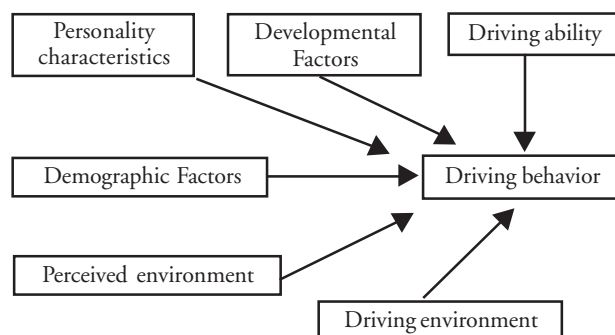 Personality
characteristics
Developmental
Factors
Driving ability
Demographic Factors
Driving behavior
Perceived environment
Driving environment